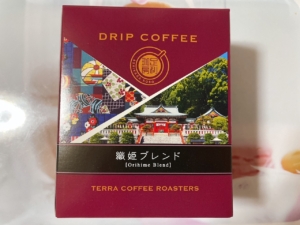 DRIP COFFEE
織姫ブレンド
[Orihime Blend]
TERRA COFFEE ROASTERS